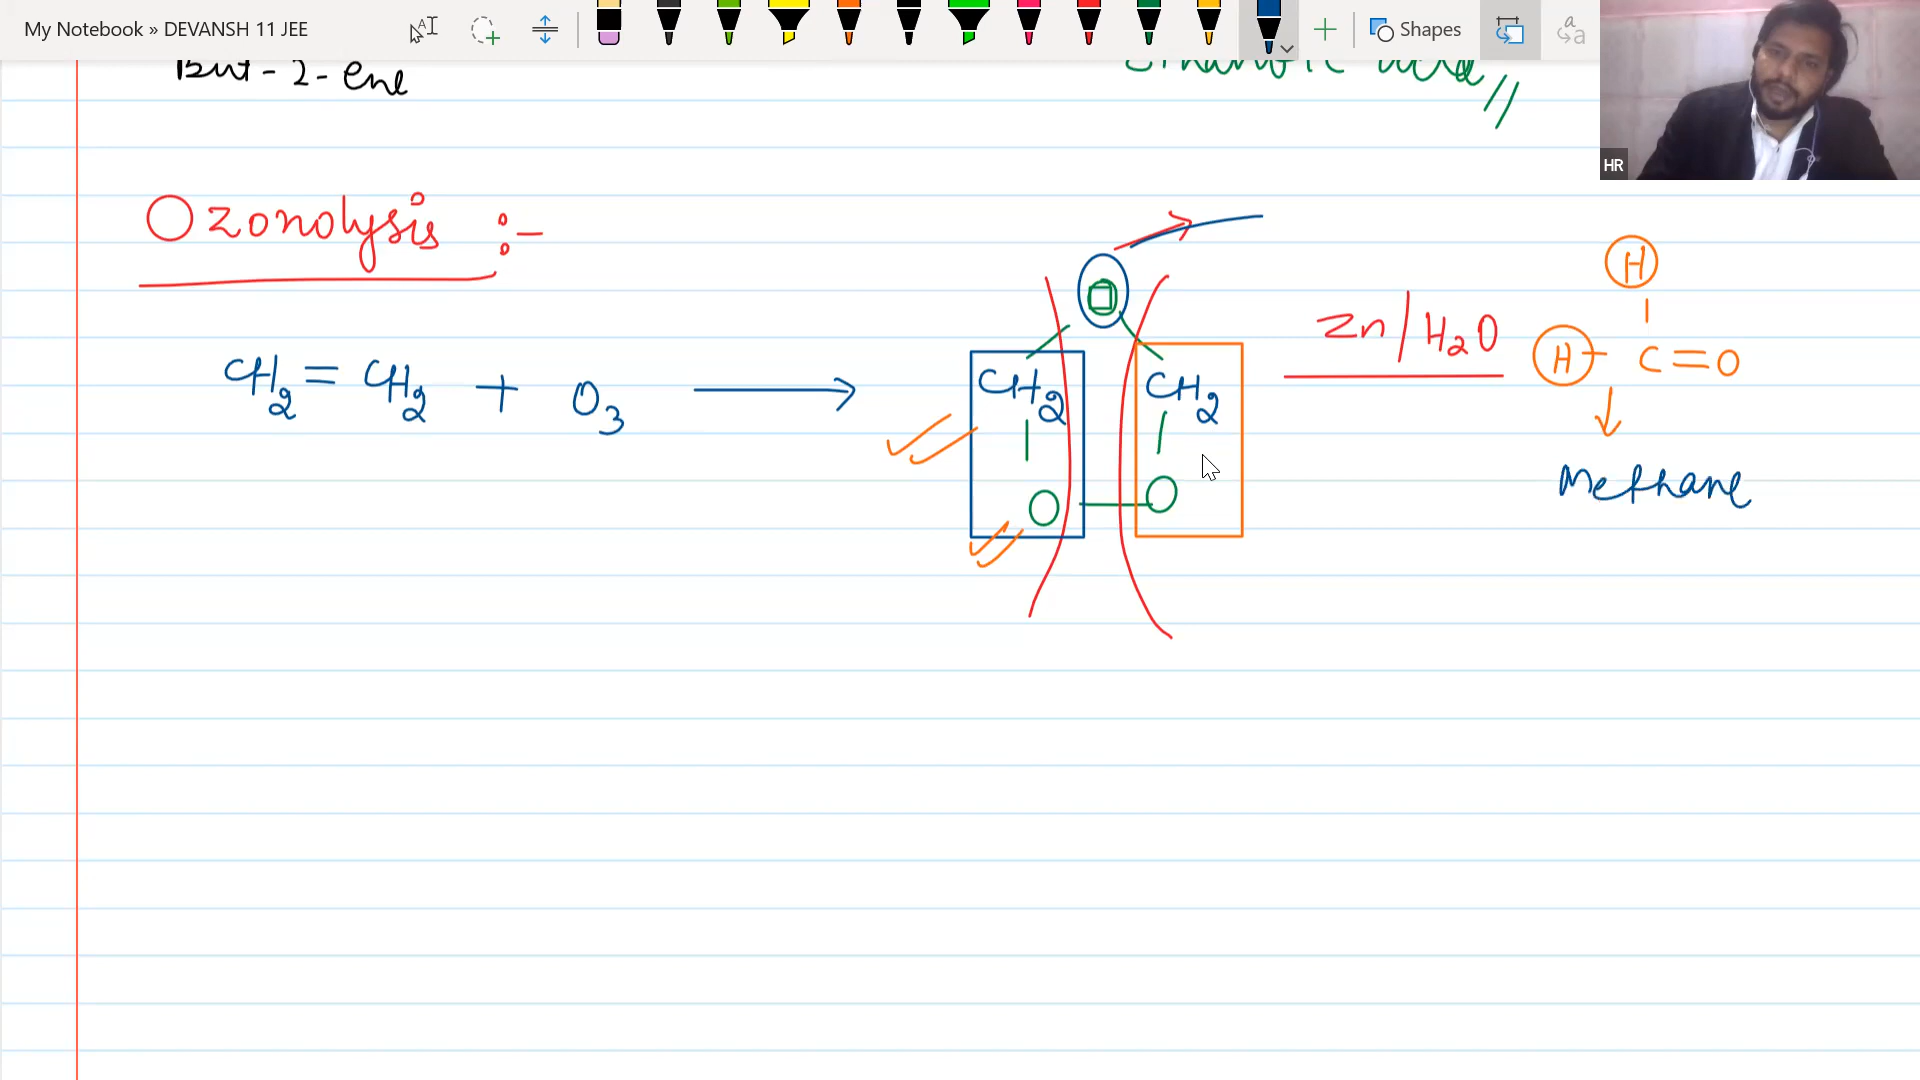 My Notebook » DEVANSH 11 JEE
Shapes
But-2-ene
acid //
HR
Ozonolysis :-
CH2 = CH2 + O3 ⟶
O
CH2 CH2
O — O
Zn/H2O
H
H - C = O
Methane